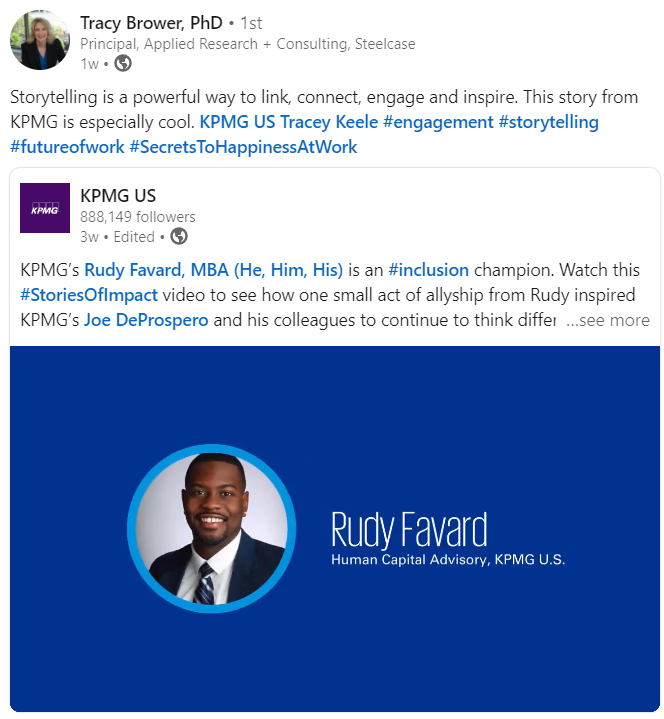 Tracy Brower, PhD • 1st
Principal, Applied Research + Consulting, Steelcase
1w •
Storytelling is a powerful way to link, connect, engage and inspire. This story from
KPMG is especially cool. KPMG US Tracey Keele #engagement #storytelling
#futureofwork #SecretsToHappinessAtWork
KPMG
KPMG US
888,149 followers
3w • Edited •
KPMG's Rudy Favard, MBA (He, Him, His) is an #inclusion champion. Watch this
#StoriesOfImpact video to see how one small act of allyship from Rudy inspired
KPMG's Joe DeProspero and his colleagues to continue to think differ ...see more
Rudy Favard
Human Capital Advisory, KPMG U.S.